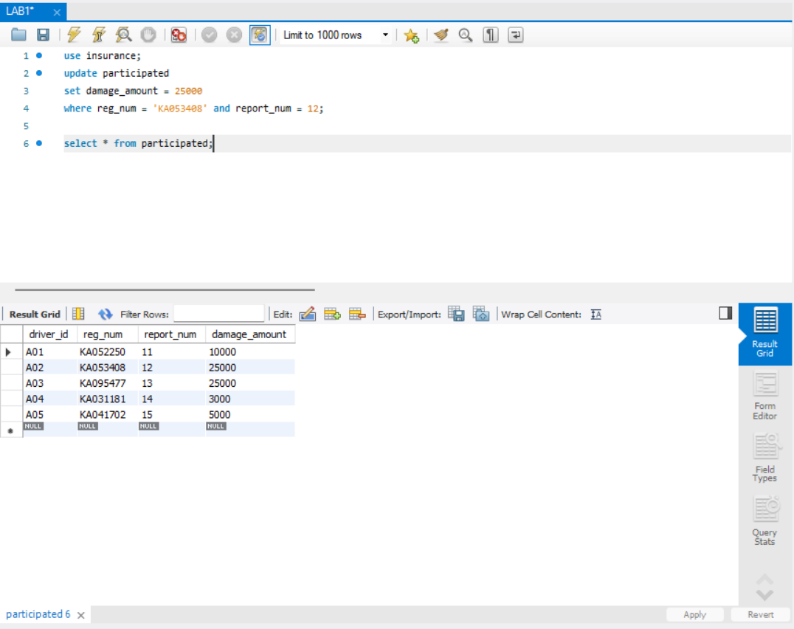 LAB1* ×
Limit to 1000 rows
1 use insurance;
2 update participated
3 set damage_amount = 25000
4 where reg_num = 'KA053408' and report_num = 12;
5
6 select * from participated;
Result Grid Filter Rows: Edit: Export/Import: Wrap Cell Content: IA
driver_id reg_num report_num damage_amount
A01 KA052250 11 10000
A02 KA053408 12 25000
A03 KA095477 13 25000
A04 KA031181 14 3000
A05 KA041702 15 5000
NULL NULL NULL NULL
Result
Grid
Form
Editor
Field
Types
Query
Stats
participated 6 × Apply Revert